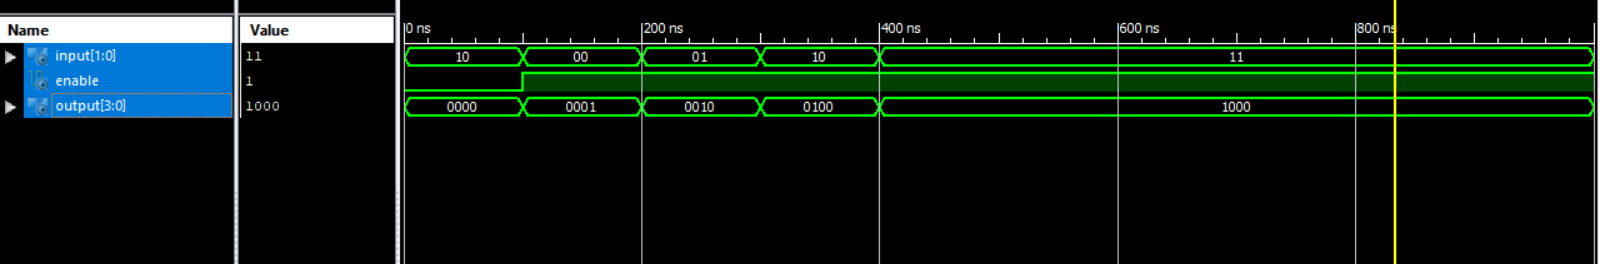 Name Value
0 ns 200 ns 400 ns 600 ns 800 ns
input[1:0] 11 10 00 01 10 11
enable 1
output[3:0] 1000 0000 0001 0010 0100 1000